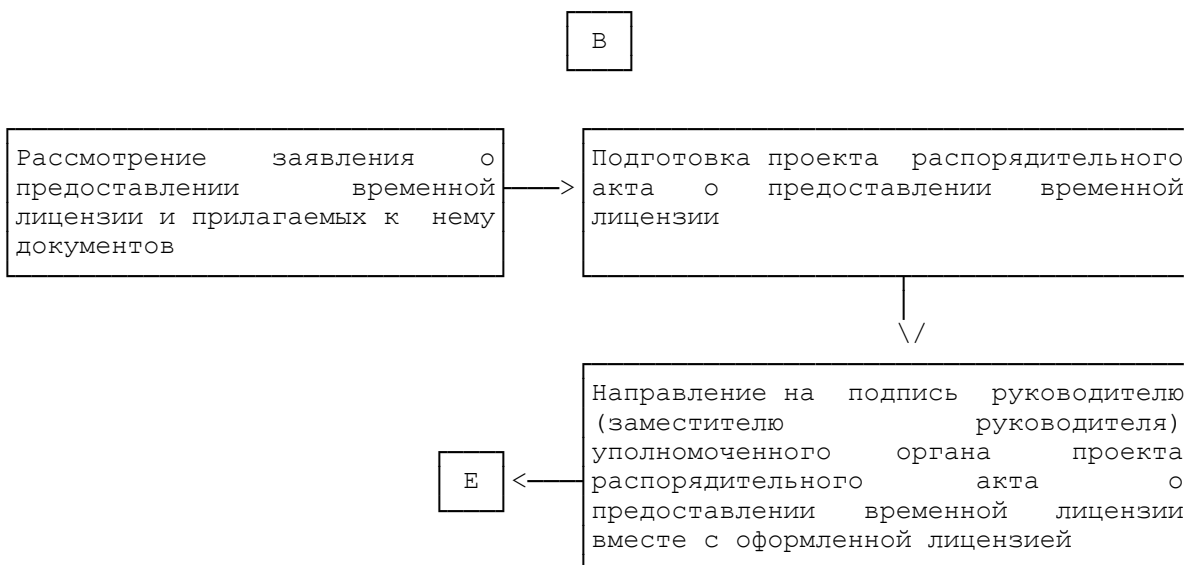 В
Рассмотрение заявления о
предоставлении временной
лицензии и прилагаемых к нему
документов
Подготовка проекта распорядительного
акта о предоставлении временной
лицензии
Направление на подпись руководителю
(заместителю руководителя)
уполномоченного органа проекта
распорядительного акта о
предоставлении временной лицензии
вместе с оформленной лицензией
Е